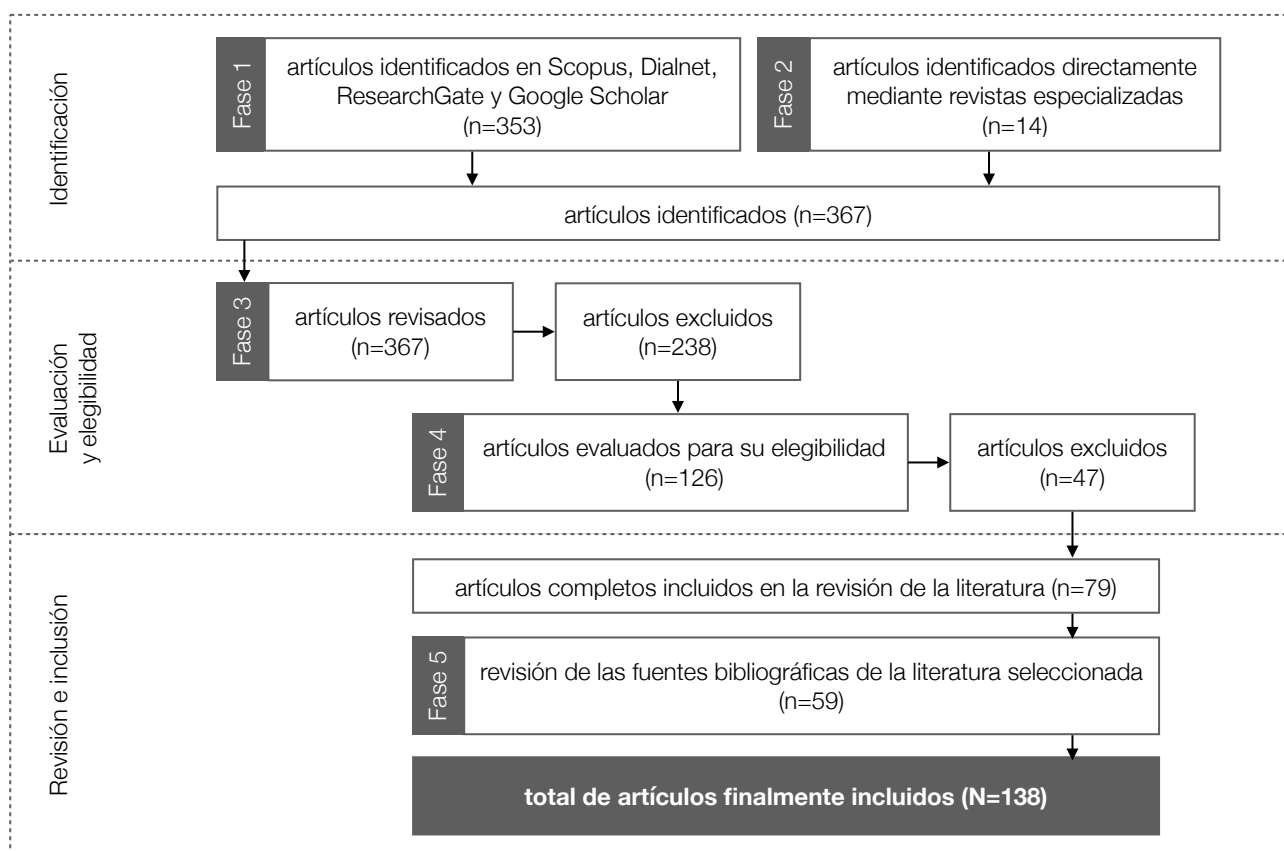 Identificación
Fase 1
artículos identificados en Scopus, Dialnet,
ResearchGate y Google Scholar
(n=353)
Fase 2
artículos identificados directamente
mediante revistas especializadas
(n=14)
artículos identificados (n=367)
Evaluación
y elegibilidad
Fase 3
artículos revisados
(n=367)
artículos excluidos
(n=238)
Fase 4
artículos evaluados para su elegibilidad
(n=126)
artículos excluidos
(n=47)
Revisión e inclusión
artículos completos incluidos en la revisión de la literatura (n=79)
Fase 5
revisión de las fuentes bibliográficas de la literatura seleccionada
(n=59)
total de artículos finalmente incluidos (N=138)